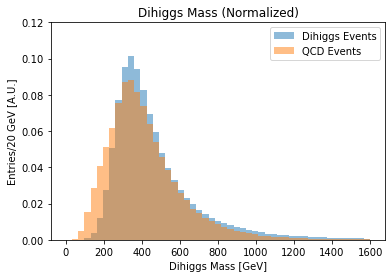 Dihiggs Mass (Normalized)
0.12
0.10
0.08
0.06
0.04
0.02
0.00
Entries/20 GeV [A.U.]
Dihiggs Events
QCD Events
0 200 400 600 800 1000 1200 1400 1600
Dihiggs Mass [GeV]